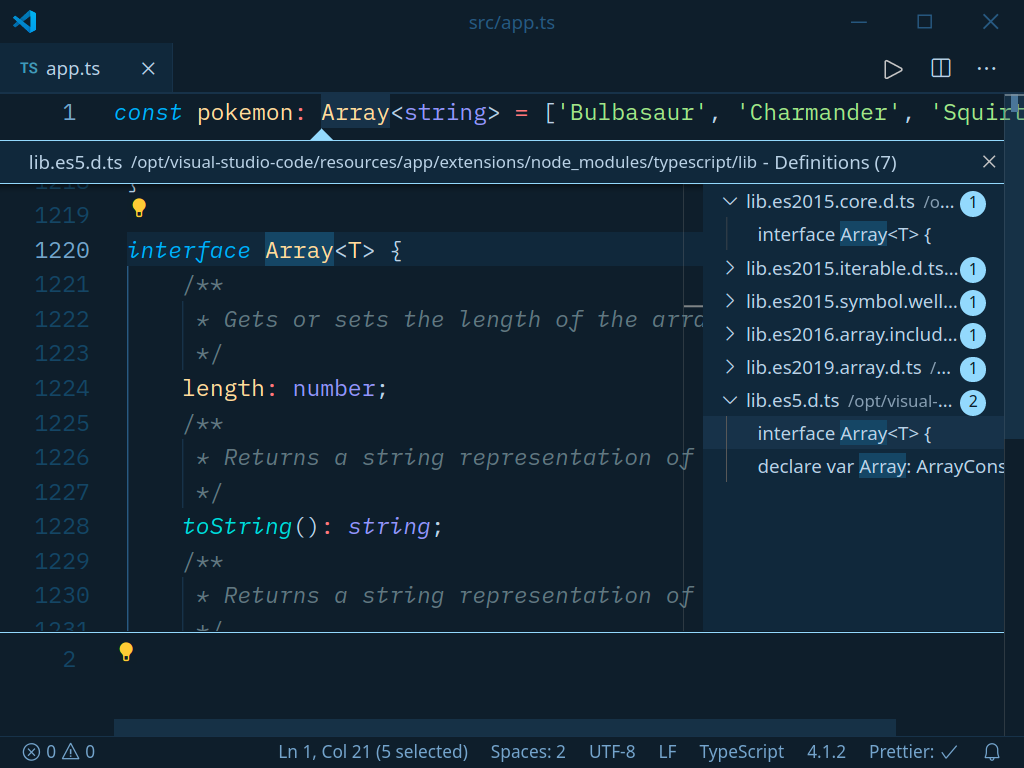 src/app.ts
TS app.ts
1 const pokemon: Array<string> = ['Bulbasaur', 'Charmander', 'Squirt
lib.es5.d.ts /opt/visual-studio-code/resources/app/extensions/node_modules/typescript/lib - Definitions (7)
1218 }
1219
1220 interface Array<T> {
1221 /**
1222 * Gets or sets the length of the arra
1223 */
1224 length: number;
1225 /**
1226 * Returns a string representation of
1227 */
1228 toString(): string;
1229 /**
1230 * Returns a string representation of
1231 */
lib.es2015.core.d.ts /o... 1
interface Array<T> {
lib.es2015.iterable.d.ts... 1
lib.es2015.symbol.well... 1
lib.es2016.array.includ... 1
lib.es2019.array.d.ts /... 1
lib.es5.d.ts /opt/visual-... 2
interface Array<T> {
declare var Array: ArrayCons
2
0 0 Ln 1, Col 21 (5 selected) Spaces: 2 UTF-8 LF TypeScript 4.1.2 Prettier: ✓